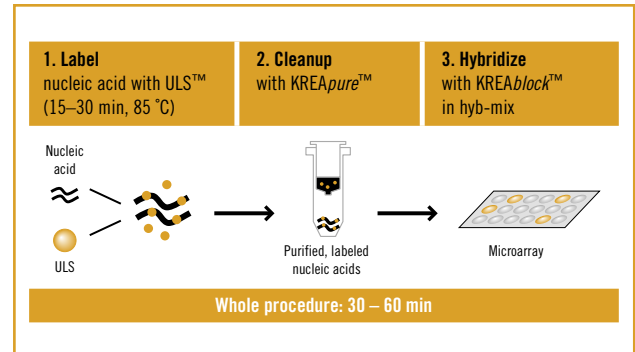 1. Label
nucleic acid with ULS™
(15–30 min, 85 ˚C)
2. Cleanup
with KREApure™
3. Hybridize
with KREAblock™
in hyb-mix
Nucleic
acid
ULS
Purified, labeled
nucleic acids
Microarray
Whole procedure: 30 – 60 min